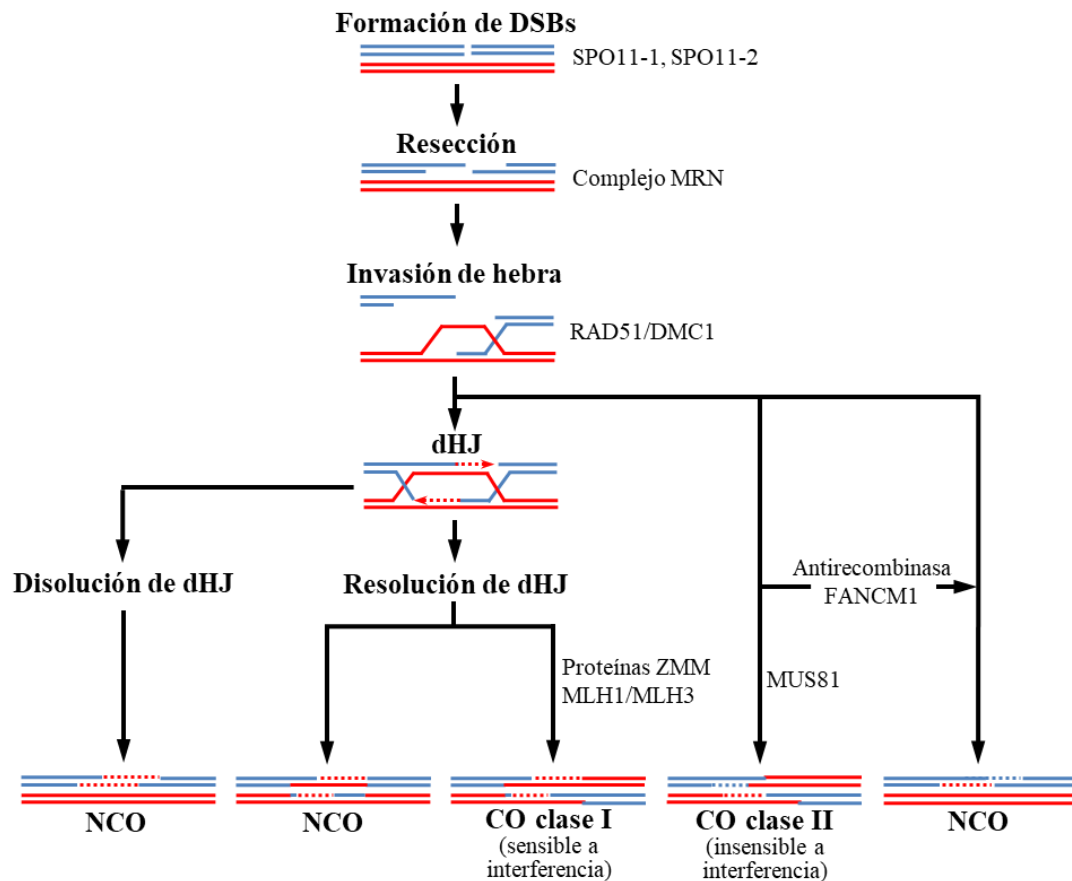 Formación de DSBs
SPO11-1, SPO11-2
Resección
Complejo MRN
Invasión de hebra
RAD51/DMC1
dHJ
Disolución de dHJ
Resolución de dHJ
Antirecombinasa
FANCM1
Proteínas ZMM
MLH1/MLH3
MUS81
NCO
NCO
CO clase I
(sensible a
interferencia)
CO clase II
(insensible a
interferencia)
NCO